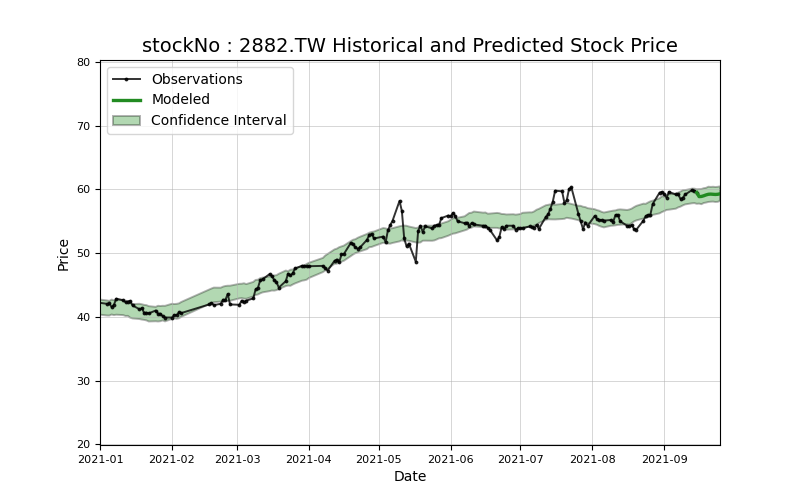 stockNo : 2882.TW Historical and Predicted Stock Price
80
70
60
50
40
30
20
Price
Observations
Modeled
Confidence Interval
2021-01 2021-02 2021-03 2021-04 2021-05 2021-06 2021-07 2021-08 2021-09
Date